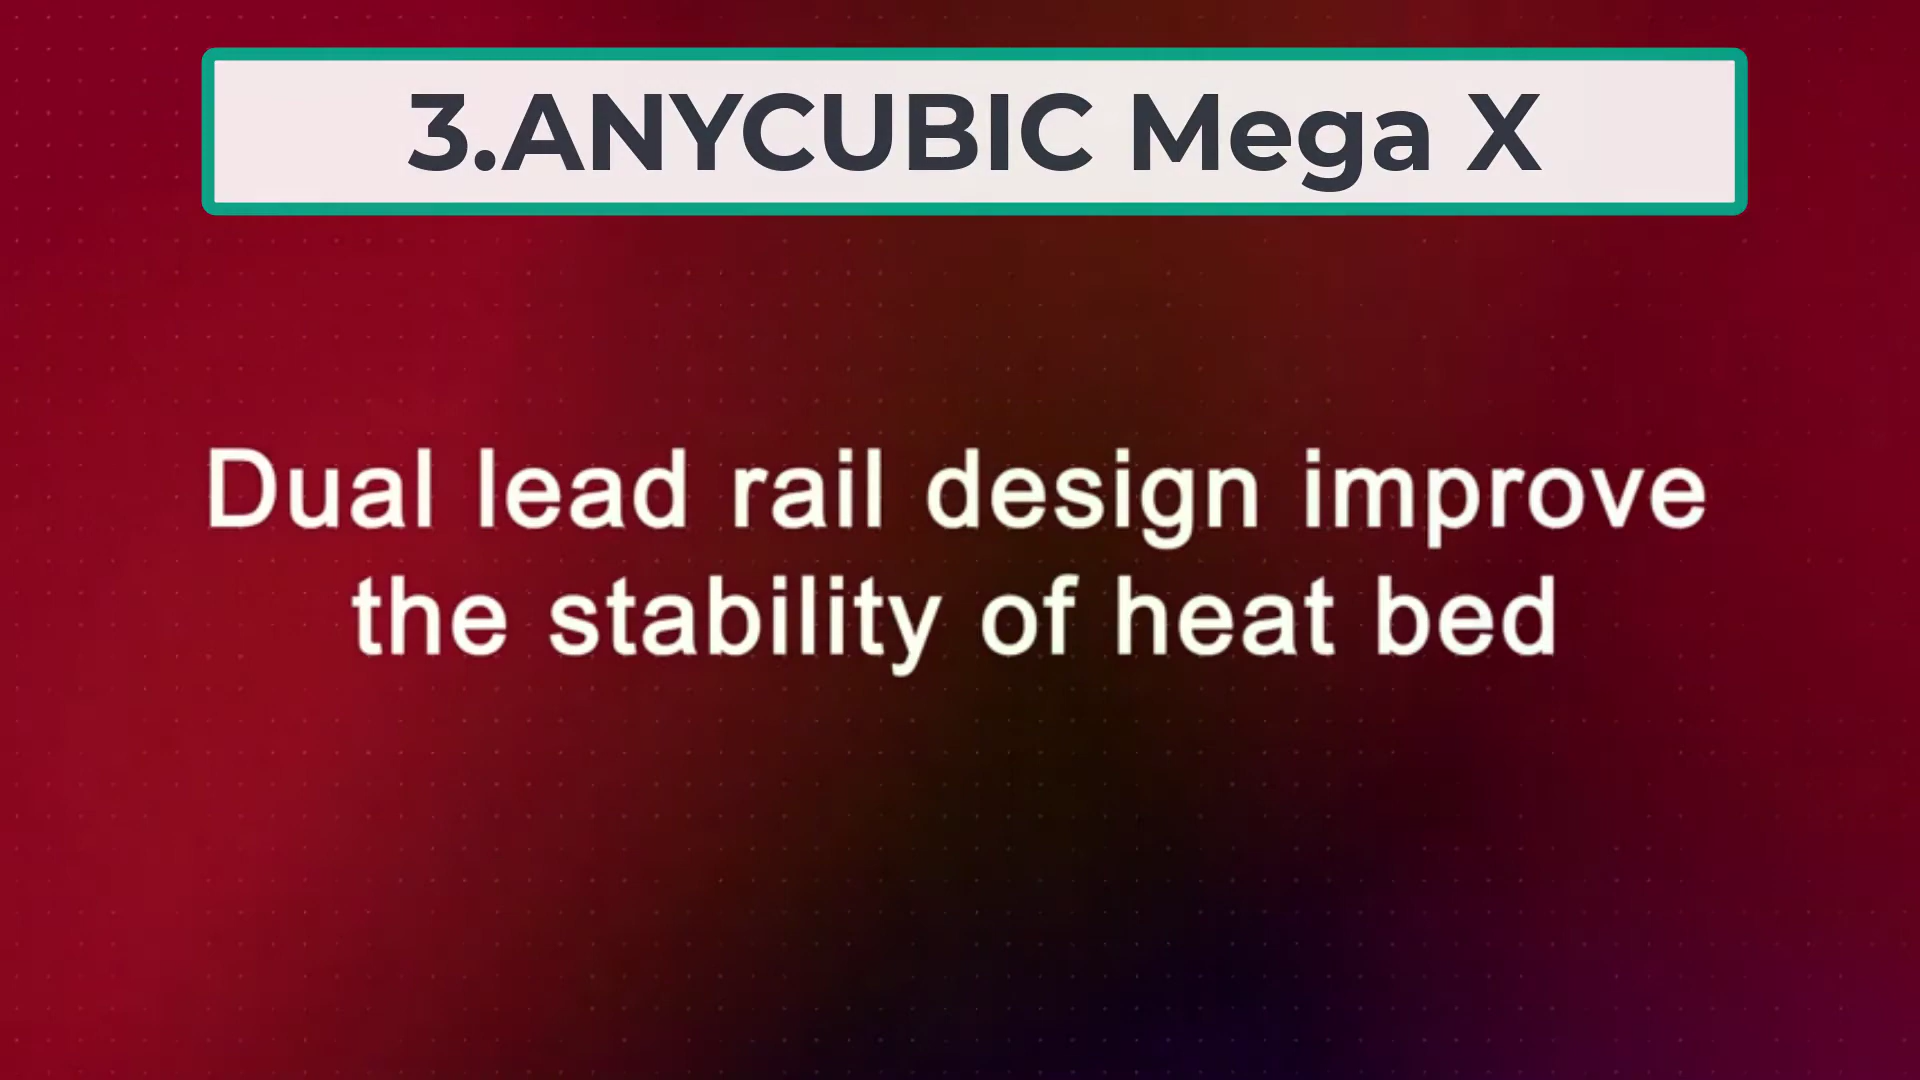 3.ANYCUBIC Mega X
Dual lead rail design improve
the stability of heat bed